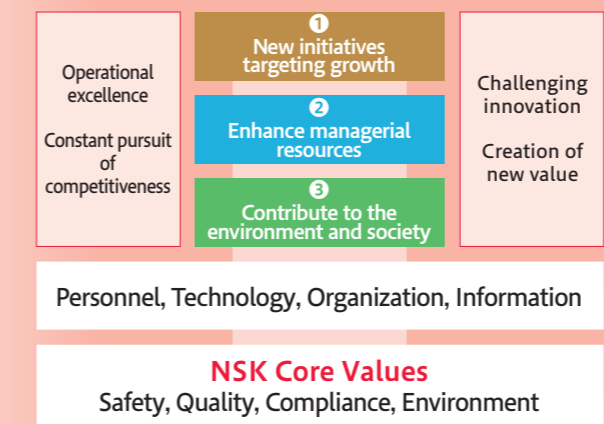 Operational
excellence
Constant pursuit
of
competitiveness
1
New initiatives
targeting growth
2
Enhance managerial
resources
3
Contribute to the
environment and society
Challenging
innovation
Creation of
new value
Personnel, Technology, Organization, Information
NSK Core Values
Safety, Quality, Compliance, Environment